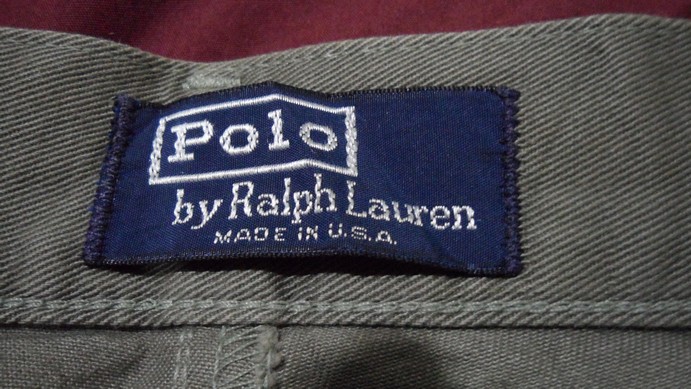 Polo
by Ralph Lauren
MADE IN U.S.A.